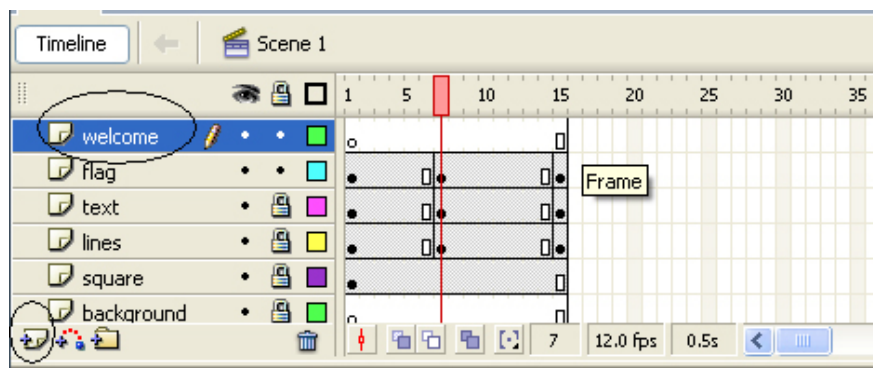 Timeline Scene 1
1 5 10 15 20 25 30 35
welcome
flag
Frame
text
lines
square
background
7 12.0 fps 0.5s